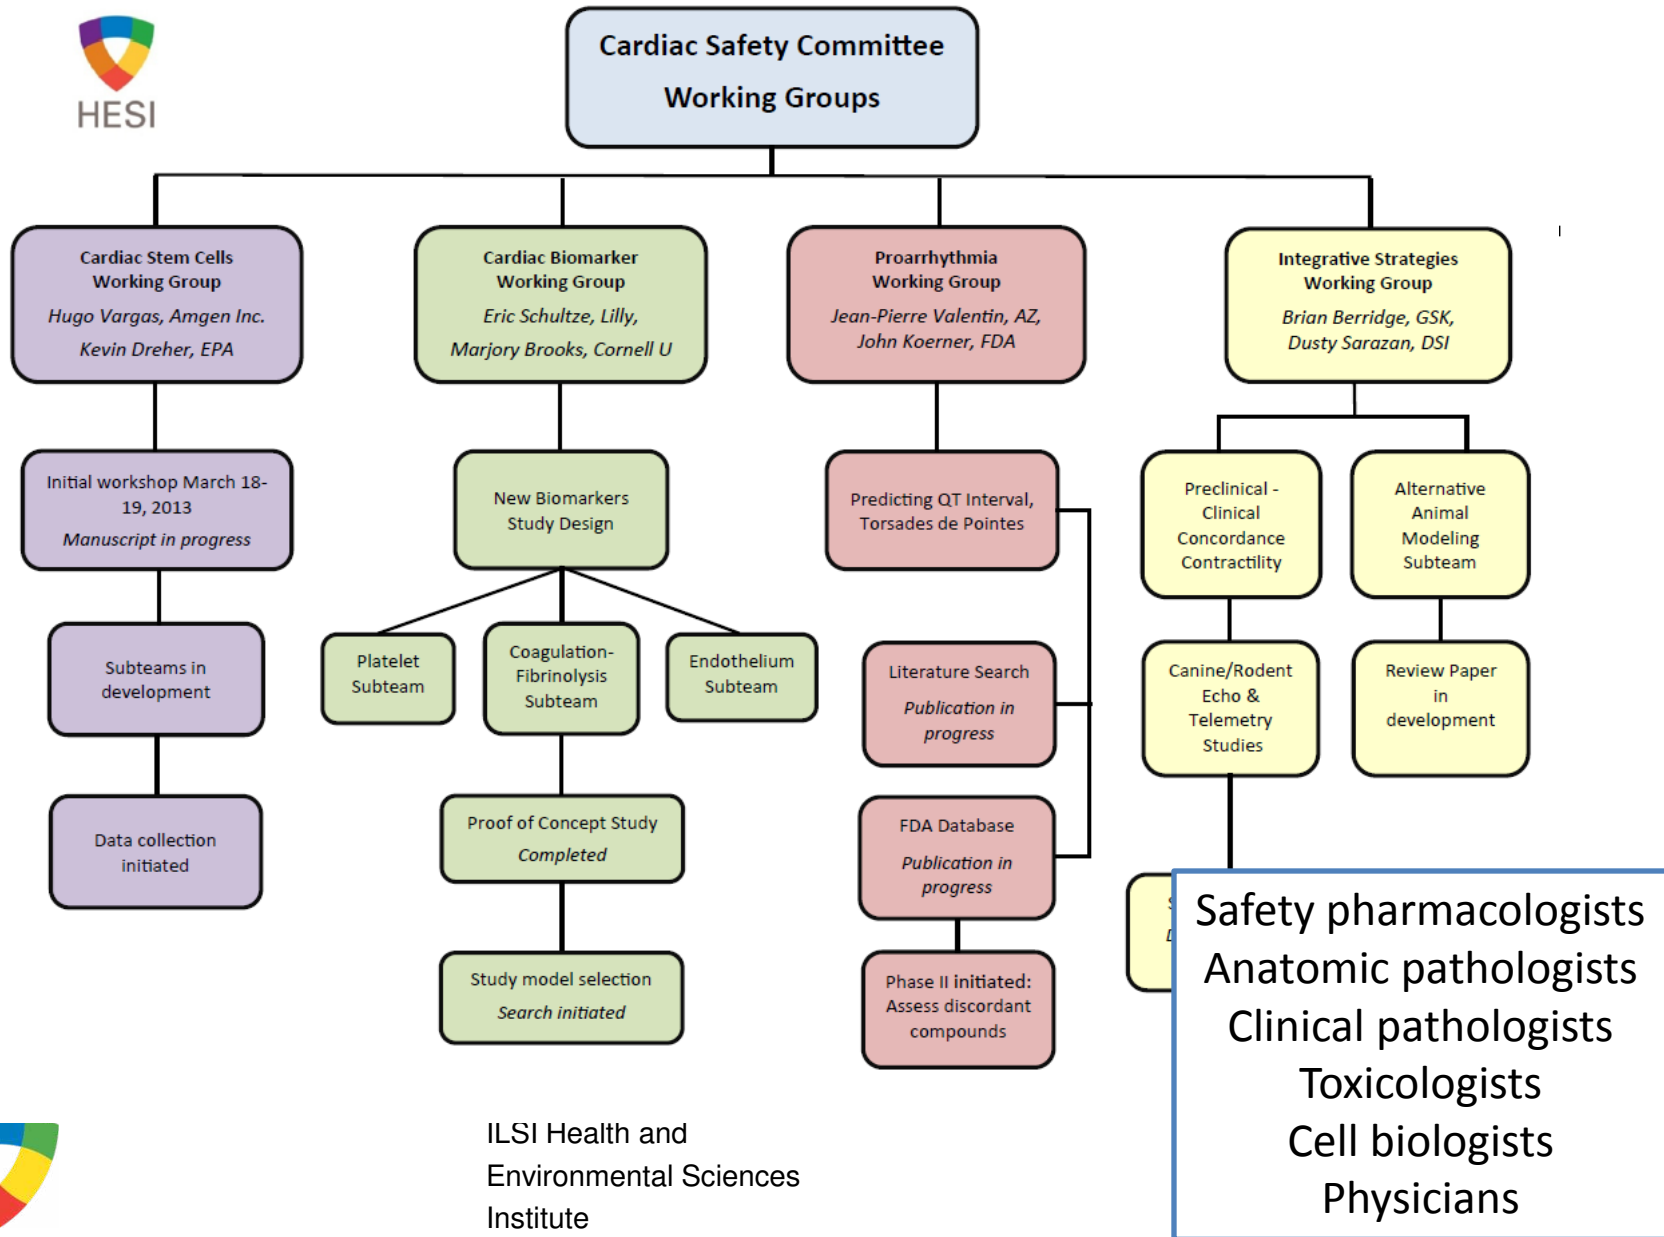 HESI
Cardiac Safety Committee
Working Groups
Cardiac Stem Cells
Working Group
Hugo Vargas, Amgen Inc.
Kevin Dreher, EPA
Cardiac Biomarker
Working Group
Eric Schultze, Lilly,
Marjory Brooks, Cornell U
Proarrhythmia
Working Group
Jean-Pierre Valentin, AZ,
John Koerner, FDA
Integrative Strategies
Working Group
Brian Berridge, GSK,
Dusty Sarazan, DSI
Initial workshop March 18-
19, 2013
Manuscript in progress
Subteams in
development
Data collection
initiated
New Biomarkers
Study Design
Platelet
Subteam
Coagulation-
Fibrinolysis
Subteam
Endothelium
Subteam
Proof of Concept Study
Completed
Study model selection
Search initiated
Predicting QT Interval,
Torsades de Pointes
Literature Search
Publication in
progress
FDA Database
Publication in
progress
Phase II initiated:
Assess discordant
compounds
Preclinical -
Clinical
Concordance
Contractility
Canine/Rodent
Echo &
Telemetry
Studies
Alternative
Animal
Modeling
Subteam
Review Paper
in
development
Safety pharmacologists
Anatomic pathologists
Clinical pathologists
Toxicologists
Cell biologists
Physicians
ILSI Health and
Environmental Sciences
Institute